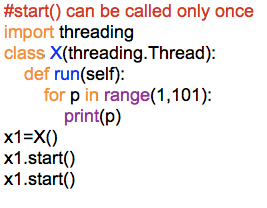 #start() can be called only once
import threading
class X(threading.Thread):
    def run(self):
        for p in range(1,101):
            print(p)
x1=X()
x1.start()
x1.start()